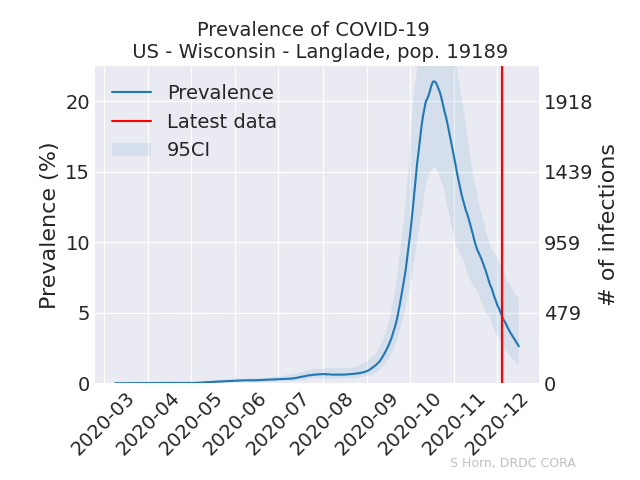 Prevalence of COVID-19
US - Wisconsin - Langlade, pop. 19189
Prevalence
Latest data
95CI
Prevalence (%)
20
15
10
5
0
1918
1439
959
479
0
# of infections
2020-03
2020-04
2020-05
2020-06
2020-07
2020-08
2020-09
2020-10
2020-11
2020-12
S Horn, DRDC CORA